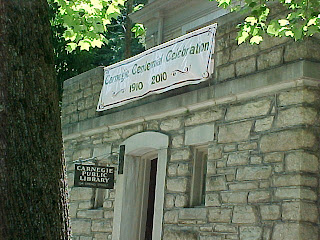 Carnegie Centennial Celebration
1910 2010
CARNEGIE
PUBLIC
LIBRARY